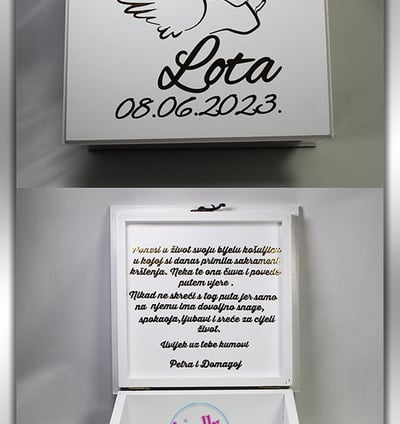 Lota
08.06.2023.
Ponesi u život svoju bijelu košuljicu
u kojoj si danas primila sakrament
krštenja. Neka te ona čuva i povede
putem vjere .
Nikad ne skreći s tog puta jer samo
na njemu ima dovoljno snage,
spokoja,ljubavi i sreće za cijeli
život.
Uvijek uz tebe kumovi
Petra i Domagoj